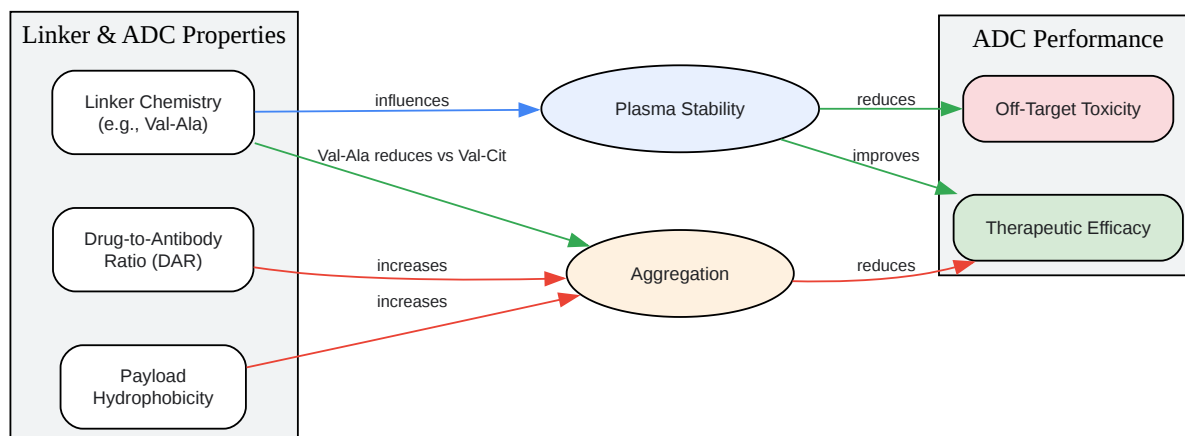 Linker & ADC Properties
ADC Performance
Linker Chemistry
(e.g., Val-Ala)
influences
Plasma Stability
reduces
Off-Target Toxicity
Val-Ala reduces vs Val-Cit
improves
Drug-to-Antibody
Ratio (DAR)
increases
Aggregation
reduces
Therapeutic Efficacy
increases
Payload
Hydrophobicity